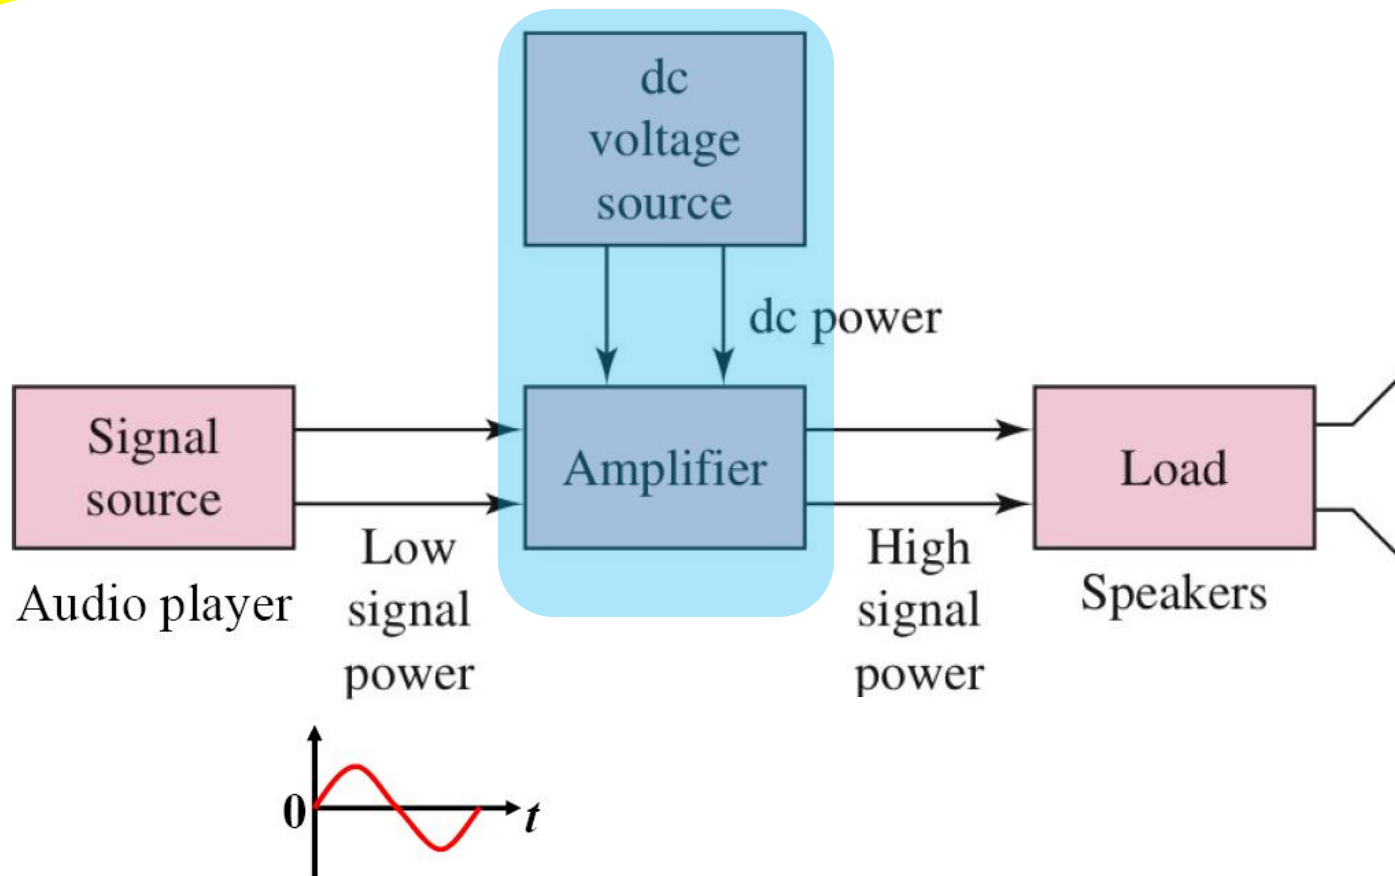 dc
voltage
source
dc power
Signal
source
Amplifier
Load
Audio player
Low
signal
power
High
signal
power
Speakers
0
t